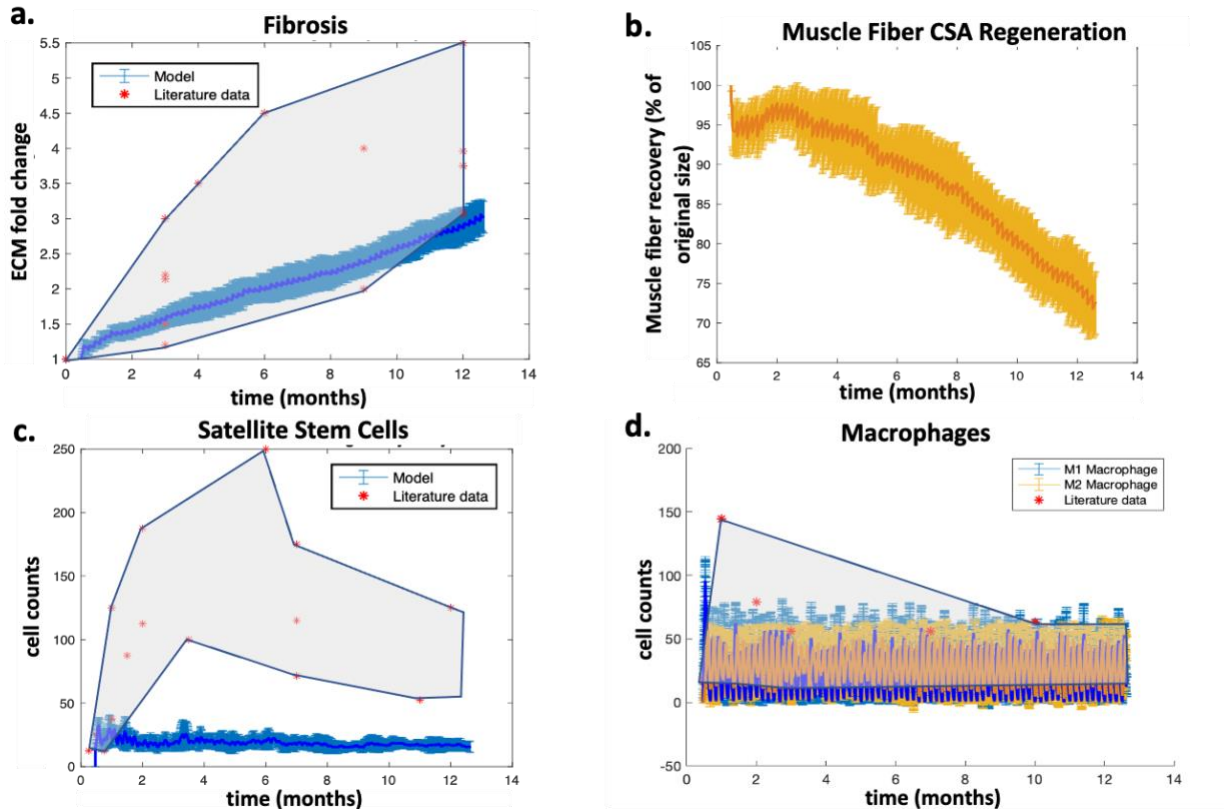 a.
Fibrosis
5.5
5
4.5
4
3.5
3
2.5
2
1.5
1
ECM fold change
Model
Literature data
0 2 4 6 8 10 12 14
time (months)
b.
Muscle Fiber CSA Regeneration
105
100
95
90
85
80
75
70
65
Muscle fiber recovery (% of
original size)
0 2 4 6 8 10 12 14
time (months)
c.
Satellite Stem Cells
250
200
150
100
50
0
cell counts
Model
Literature data
0 2 4 6 8 10 12 14
time (months)
d.
Macrophages
200
150
100
50
0
-50
cell counts
M1 Macrophage
M2 Macrophage
Literature data
0 2 4 6 8 10 12 14
time (months)